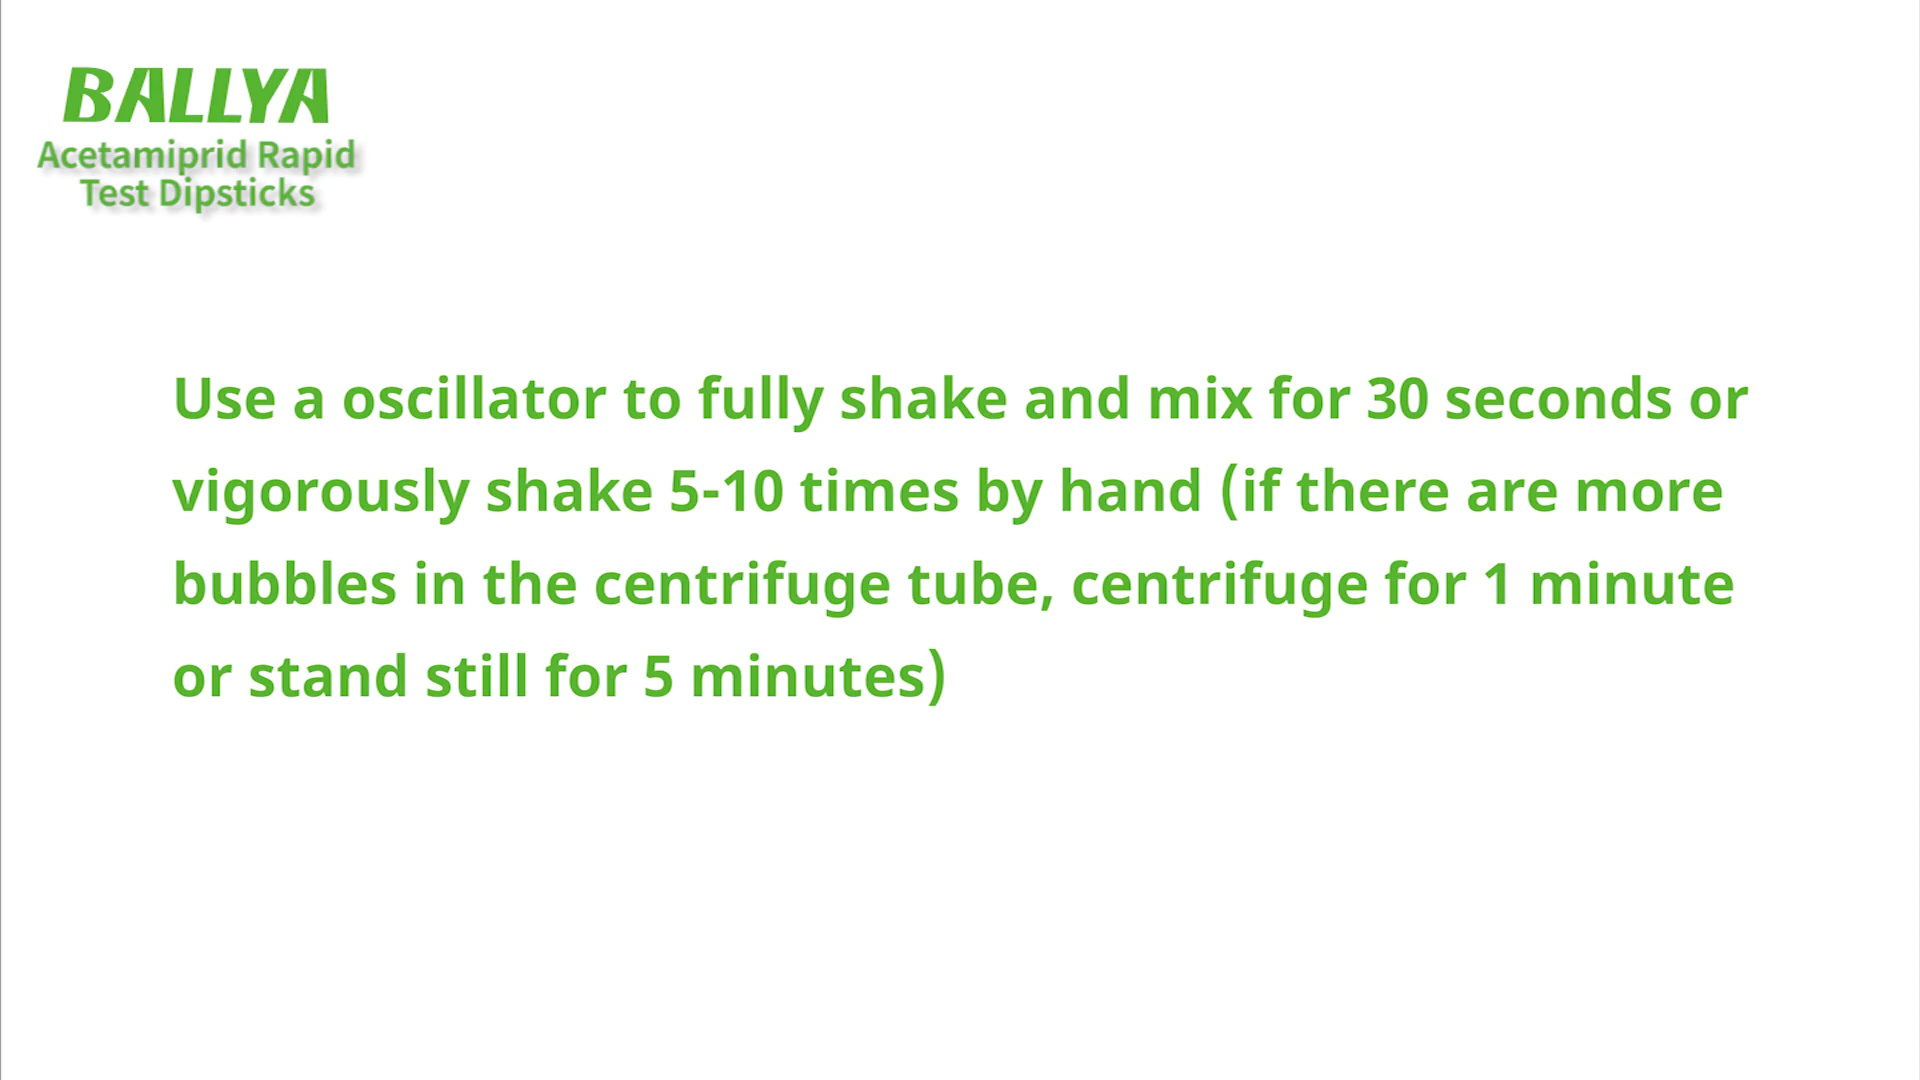 BALLYA
Acetamiprid Rapid
Test Dipsticks
Use a oscillator to fully shake and mix for 30 seconds or
vigorously shake 5-10 times by hand (if there are more
bubbles in the centrifuge tube, centrifuge for 1 minute
or stand still for 5 minutes)